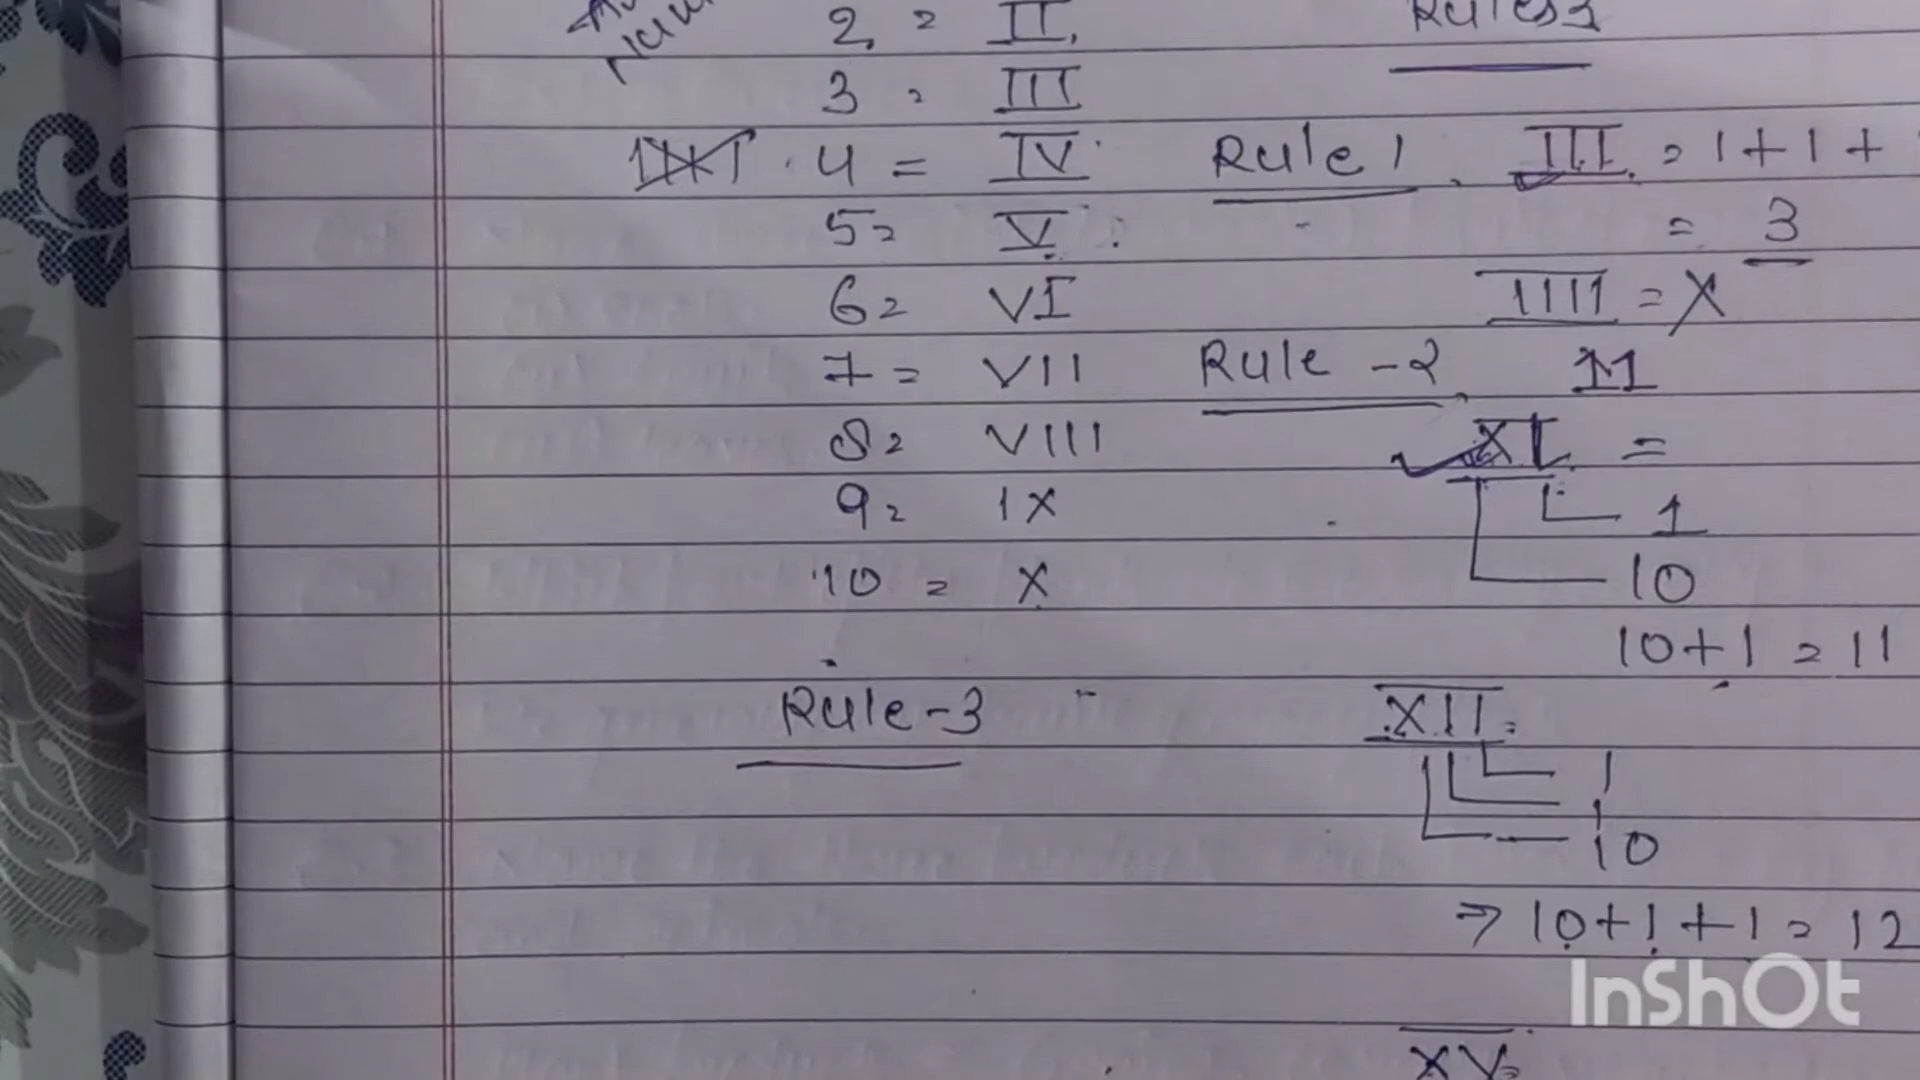 2 = II
Rules
3 = III
4 = IV
Rule 1 III = 1+1+
5 = V
= 3
6 = VI
IIII = X
7 = VII
Rule -2
8 = VIII
XI =
9 = IX
1
10 = X
10
10+1 = 11
Rule-3
XII =
1
1
10
⇒ 10+1+1 = 12
InShOt
XV =